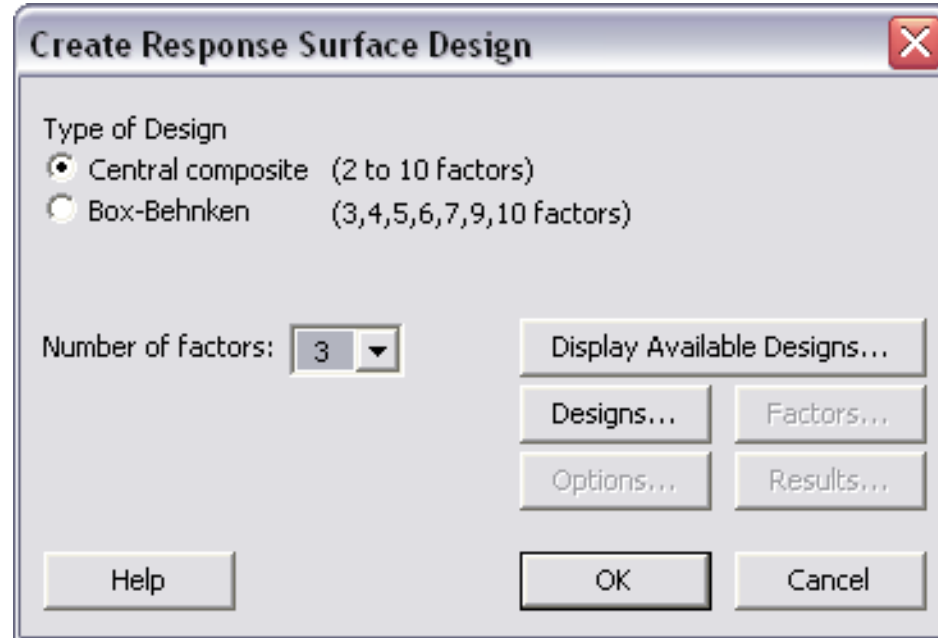 Create Response Surface Design
Type of Design
Central composite (2 to 10 factors)
Box-Behnken (3,4,5,6,7,9,10 factors)
Number of factors: 3
Display Available Designs...
Designs... Factors...
Options... Results...
Help OK Cancel